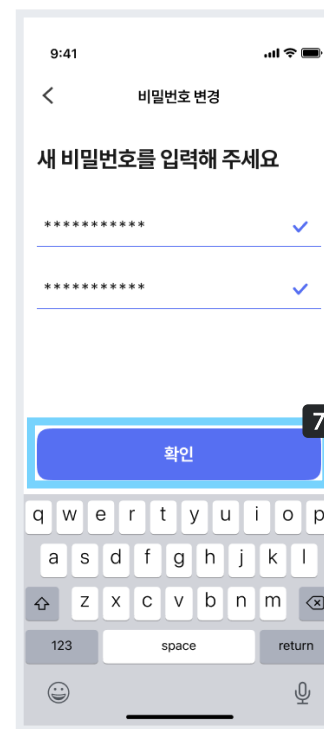 9:41
비밀번호 변경
새 비밀번호를 입력해 주세요
***********
***********
7
확인
q w e r t y u i o p
a s d f g h j k l
z x c v b n m
123 space return